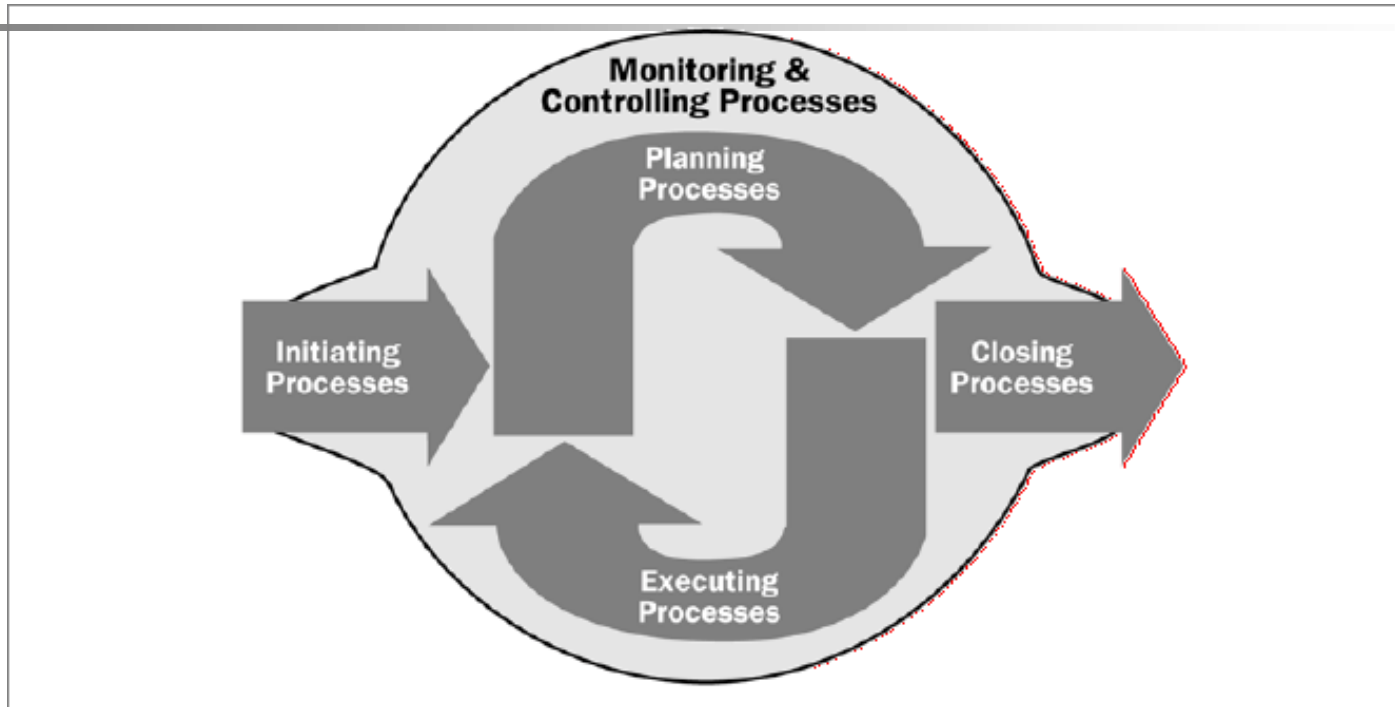 Monitoring &
Controlling Processes
Planning
Processes
Initiating
Processes
Closing
Processes
Executing
Processes